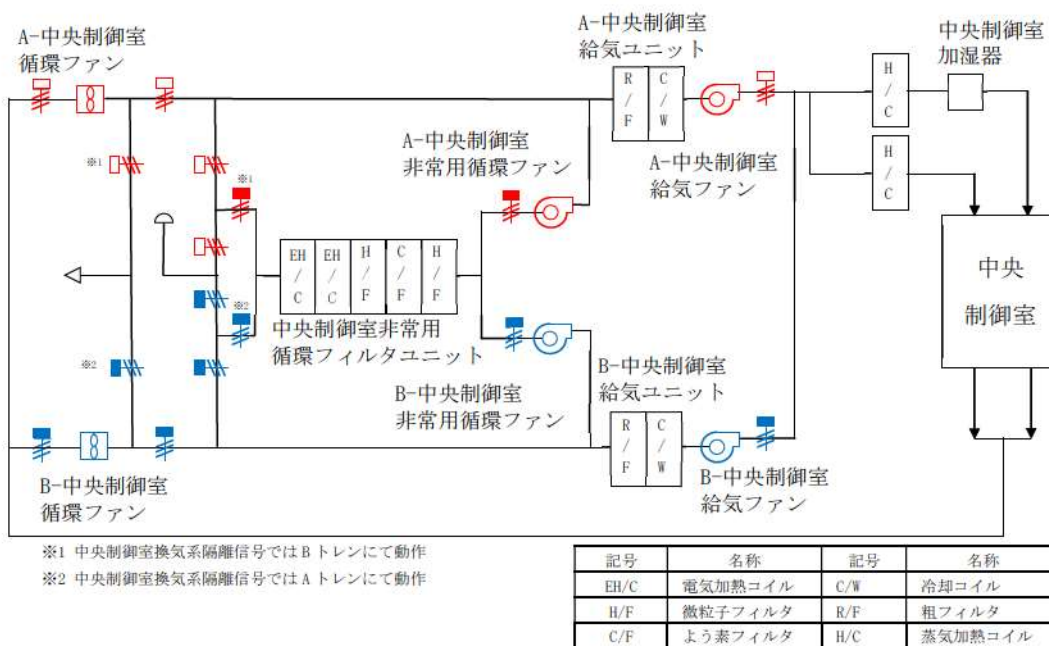 A-中央制御室
循環ファン
A-中央制御室
給気ユニット
中央制御室
加湿器
R/F
C/W
H/C
H/C
A-中央制御室
非常用循環ファン
A-中央制御室
給気ファン
※1
※1
EH/C
EH/C
H/F
C/F
H/F
中央
制御室
※2
※2
中央制御室非常用
循環フィルタユニット
B-中央制御室
非常用循環ファン
B-中央制御室
給気ユニット
R/F
C/W
B-中央制御室
循環ファン
B-中央制御室
給気ファン
※1 中央制御室換気系隔離信号では B トレンにて動作
※2 中央制御室換気系隔離信号では A トレンにて動作
記号 名称 記号 名称
EH/C 電気加熱コイル C/W 冷却コイル
H/F 微粒子フィルタ R/F 粗フィルタ
C/F よう素フィルタ H/C 蒸気加熱コイル